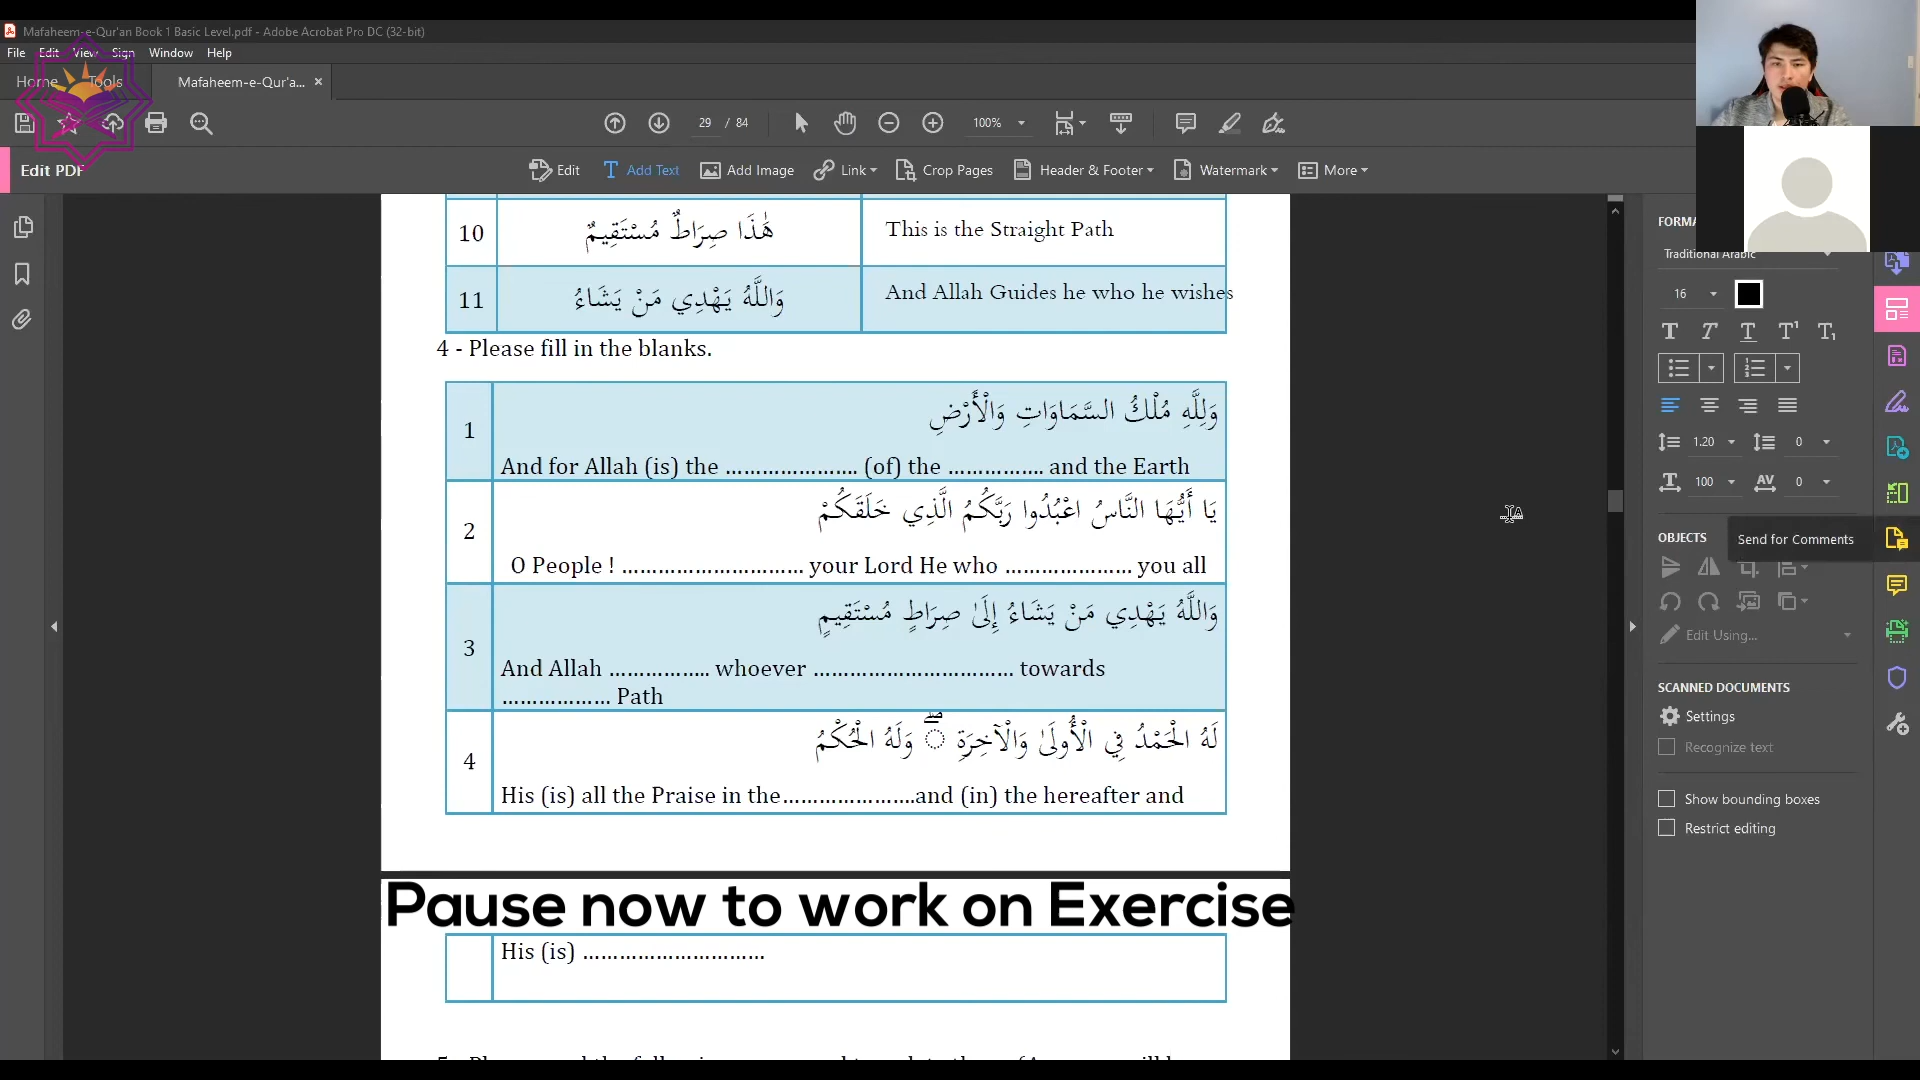 Mafaheem-e-Qur'an Book 1 Basic Level.pdf - Adobe Acrobat Pro DC (32-bit)
File Edit View Sign Window Help
Home Tools Mafaheem-e-Qur'a... ×
29 / 84 100%
Edit PDF Edit Add Text Add Image Link Crop Pages Header & Footer Watermark More
10 هَٰذَا صِرَاطٌ مُسْتَقِيمٌ This is the Straight Path
11 وَاللَّهُ يَهْدِي مَنْ يَشَاءُ And Allah Guides he who he wishes
4 - Please fill in the blanks.
1 وَلِلَّهِ مُلْكُ السَّمَاوَاتِ وَالْأَرْضِ
And for Allah (is) the .................... (of) the ................ and the Earth
2 يَا أَيُّهَا النَّاسُ اعْبُدُوا رَبَّكُمُ الَّذِي خَلَقَكُمْ
O People ! .............................. your Lord He who ..................... you all
3 وَاللَّهُ يَهْدِي مَنْ يَشَاءُ إِلَىٰ صِرَاطٍ مُسْتَقِيمٍ
And Allah ................. whoever ................................. towards
.................. Path
4 لَهُ الْحَمْدُ فِي الْأُولَىٰ وَالْآخِرَةِ ۖ وَلَهُ الْحُكْمُ
His (is) all the Praise in the......................and (in) the hereafter and
Pause now to work on Exercise
His (is) ..............................
Traditional Arabic
16
1.20 0
100 0
OBJECTS
Send for Comments
Edit Using...
SCANNED DOCUMENTS
Settings
Recognize text
Show bounding boxes
Restrict editing